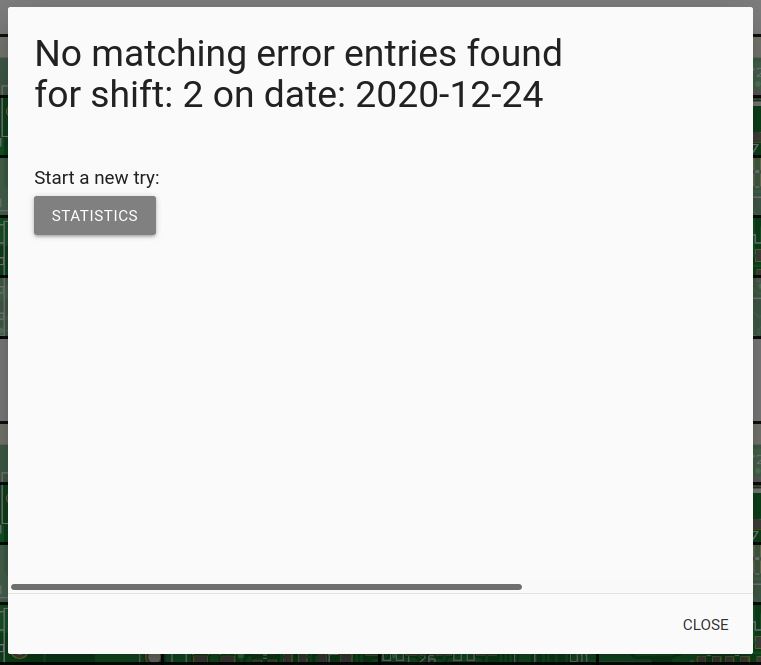 No matching error entries found
for shift: 2 on date: 2020-12-24
Start a new try:
STATISTICS
CLOSE